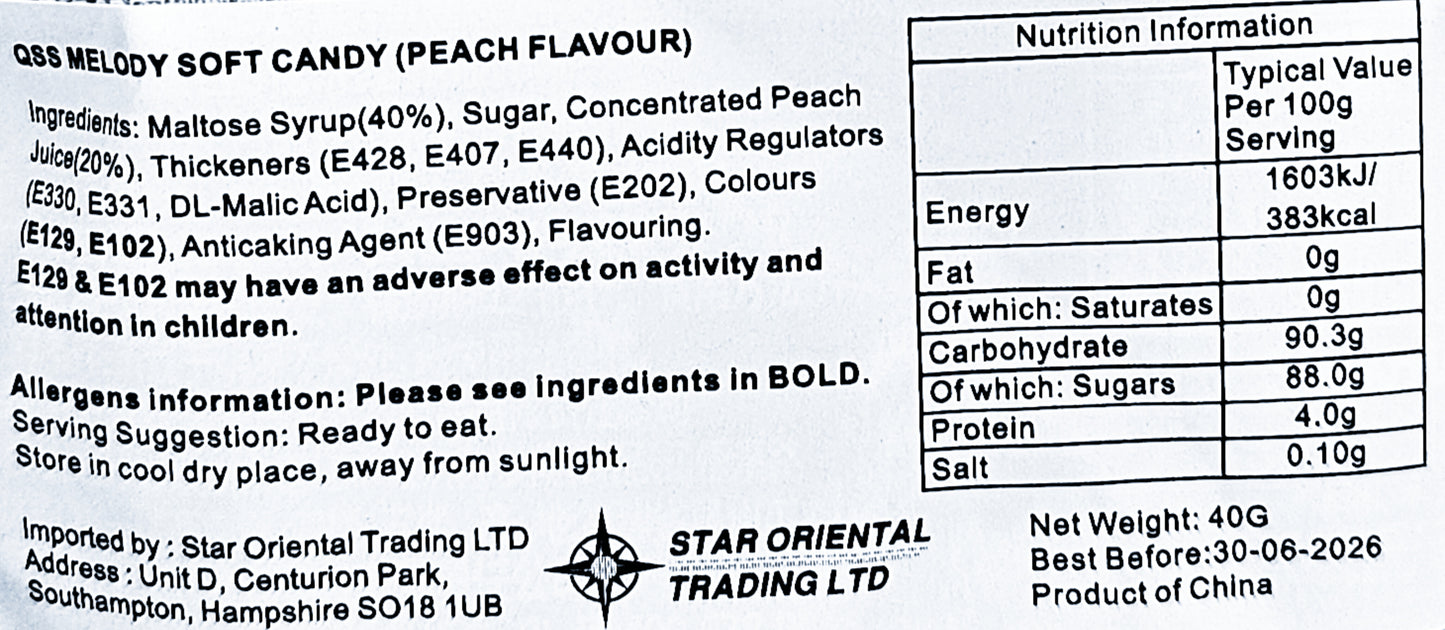 QSS MELODY SOFT CANDY (PEACH FLAVOUR)
Ingredients: Maltose Syrup(40%), Sugar, Concentrated Peach
Juice(20%), Thickeners (E428, E407, E440), Acidity Regulators
(E330, E331, DL-Malic Acid), Preservative (E202), Colours
(E129, E102), Anticaking Agent (E903), Flavouring.
E129 & E102 may have an adverse effect on activity and
attention in children.
Allergens information: Please see ingredients in BOLD.
Serving Suggestion: Ready to eat.
Store in cool dry place, away from sunlight.
Imported by : Star Oriental Trading LTD
Address : Unit D, Centurion Park,
Southampton, Hampshire SO18 1UB
STAR ORIENTAL
TRADING LTD
Nutrition Information
Typical Value
Per 100g
Serving
Energy 1603kJ/
383kcal
Fat 0g
Of which: Saturates 0g
Carbohydrate 90.3g
Of which: Sugars 88.0g
Protein 4.0g
Salt 0.10g
Net Weight: 40G
Best Before:30-06-2026
Product of China